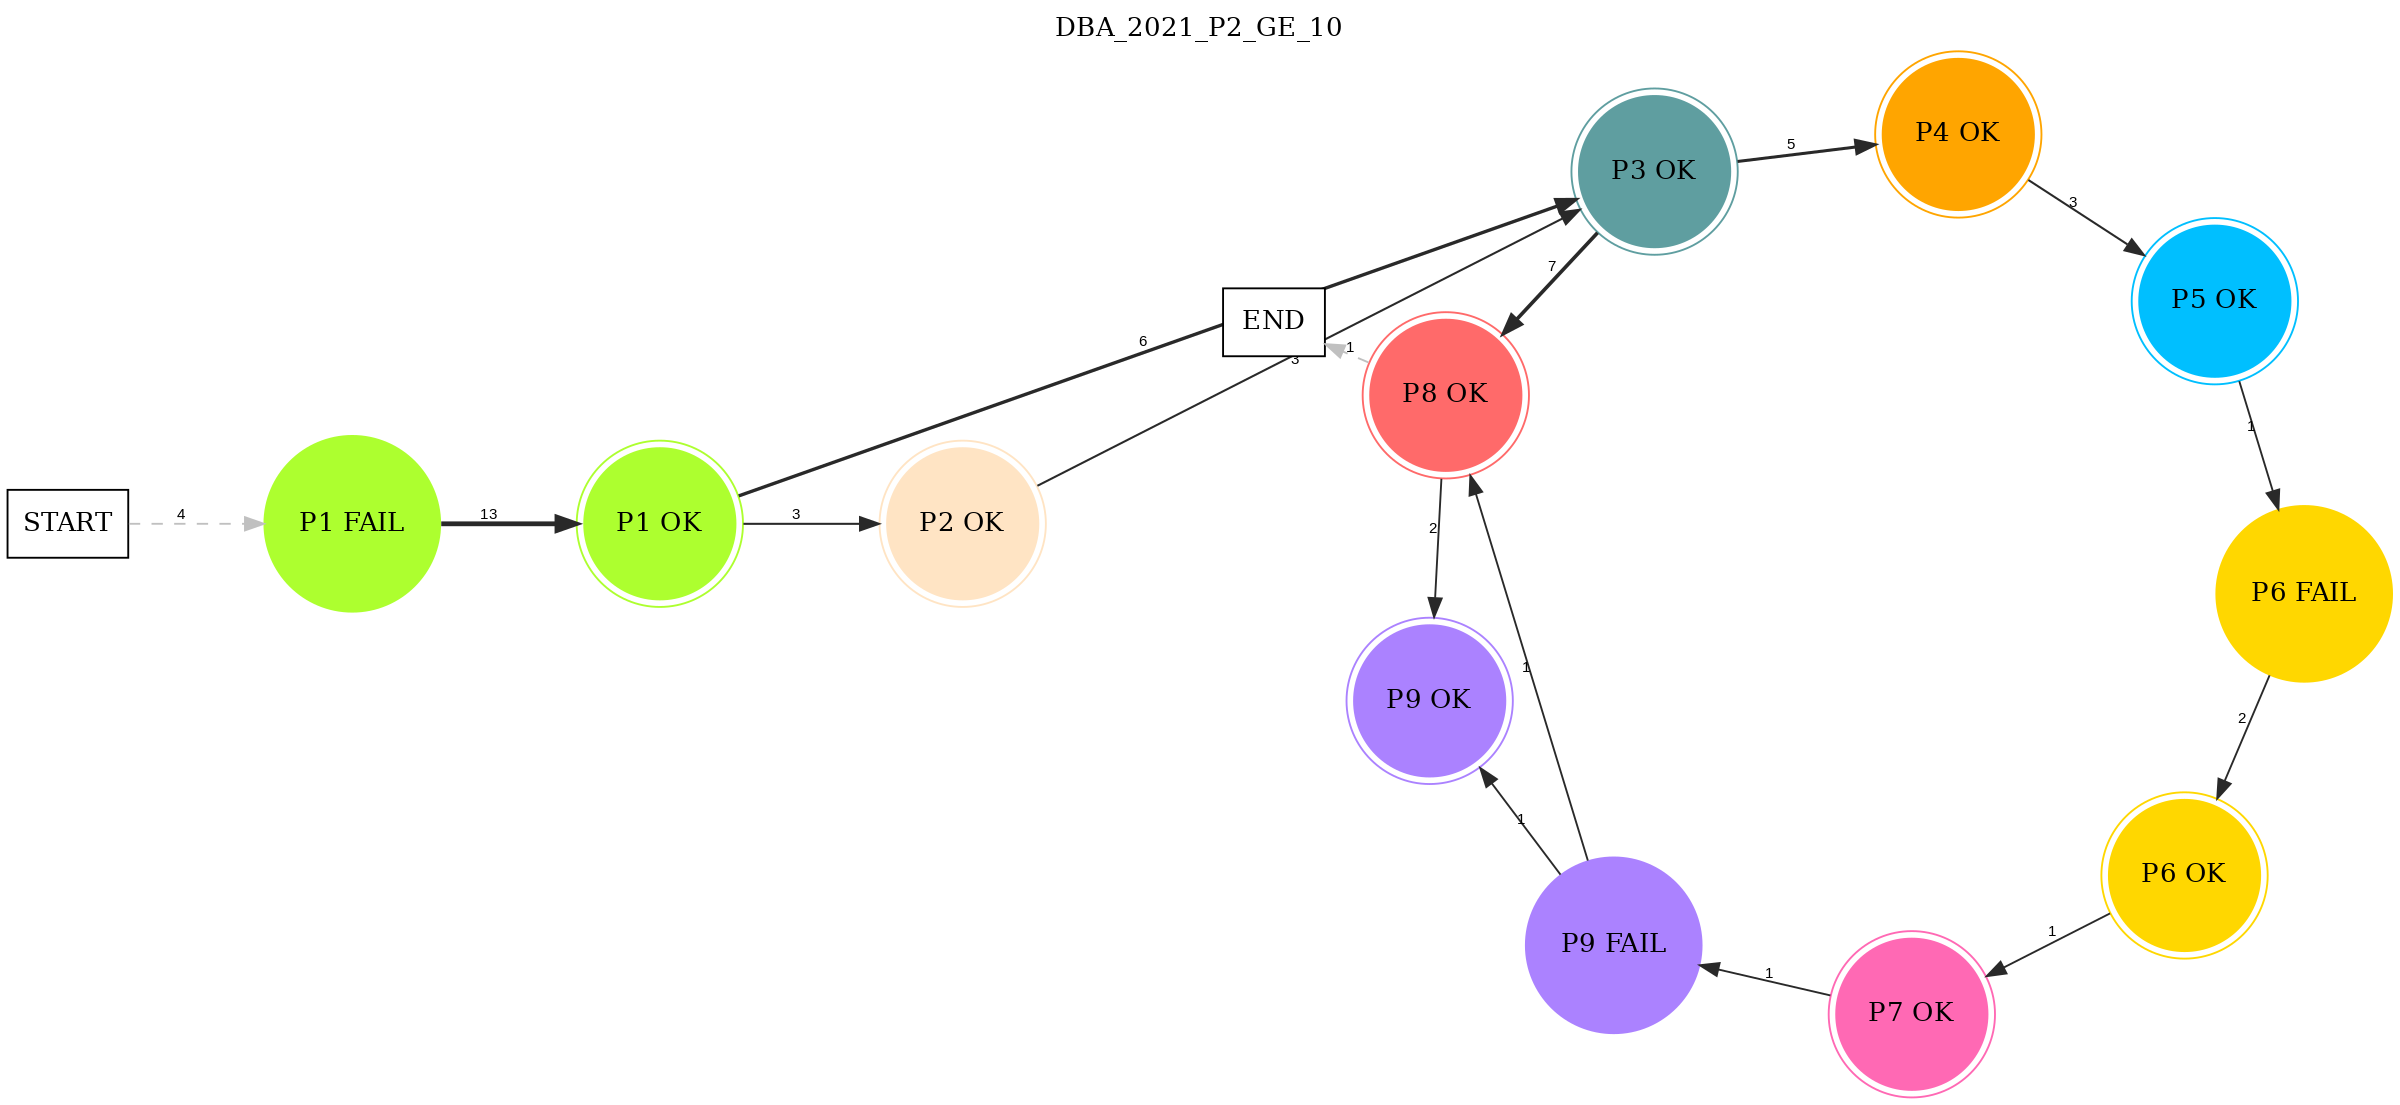 DBA_2021_P2_GE_10
P4 OK
5
P3 OK
3
7
P5 OK
END
6
1
3
P8 OK
1
START
4
P1 FAIL
13
P1 OK
3
P2 OK
2
P6 FAIL
1
P9 OK
2
1
P6 OK
P9 FAIL
1
1
P7 OK